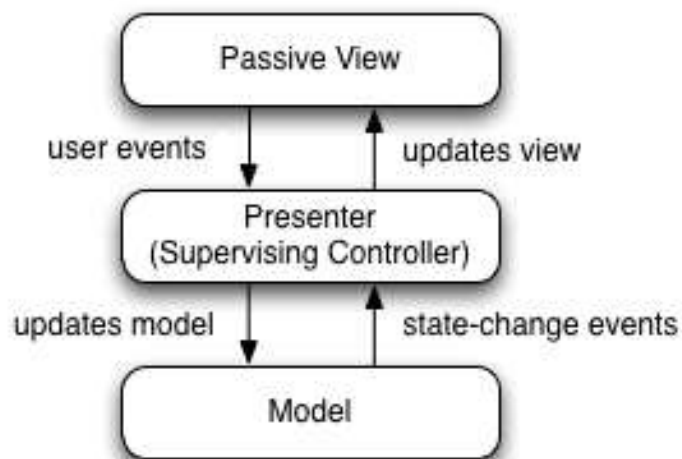 Passive View
user events
updates view
Presenter
(Supervising Controller)
updates model
state-change events
Model